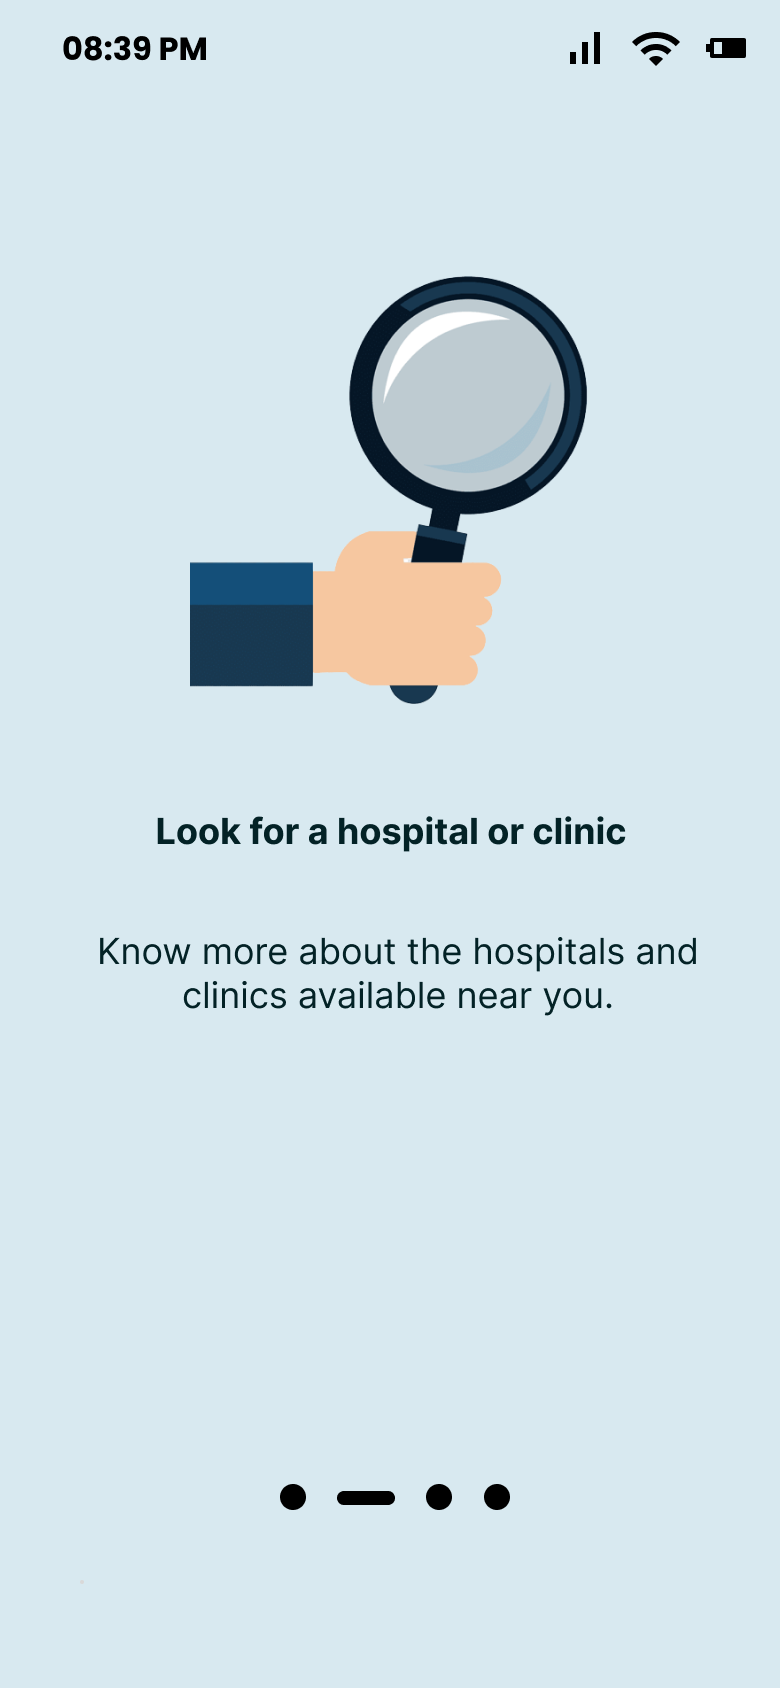 08:39 PM
Look for a hospital or clinic
Know more about the hospitals and
clinics available near you.